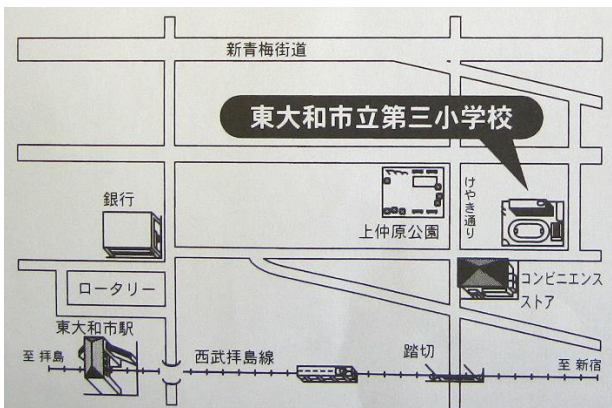 新青梅街道
東大和市立第三小学校
けやき通り
銀行
上仲原公園
コンビニエンス
ストア
ロータリー
東大和市駅
至 拝島
西武拝島線
踏切
至 新宿